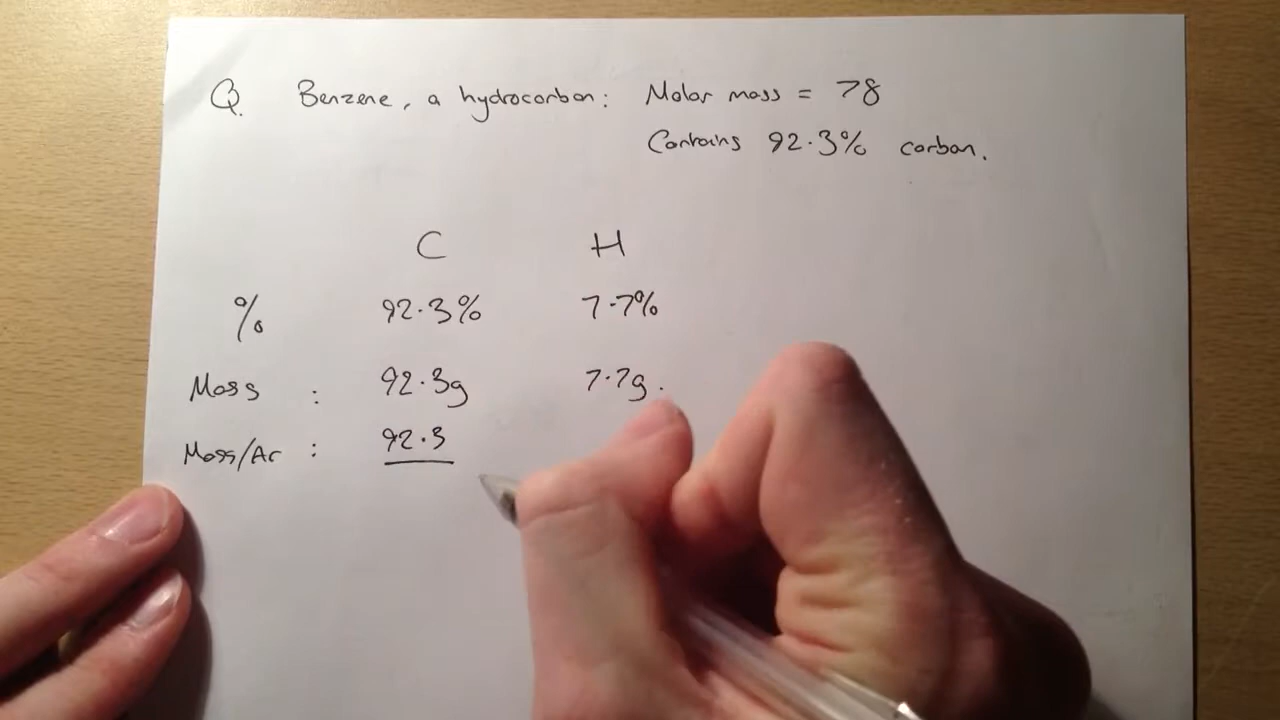 Q. Benzene, a hydrocarbon: Molar mass = 78
Contains 92.3% carbon.
C H
% 92.3% 7.7%
Mass : 92.3g 7.7g.
Mass/Ar : 92.3